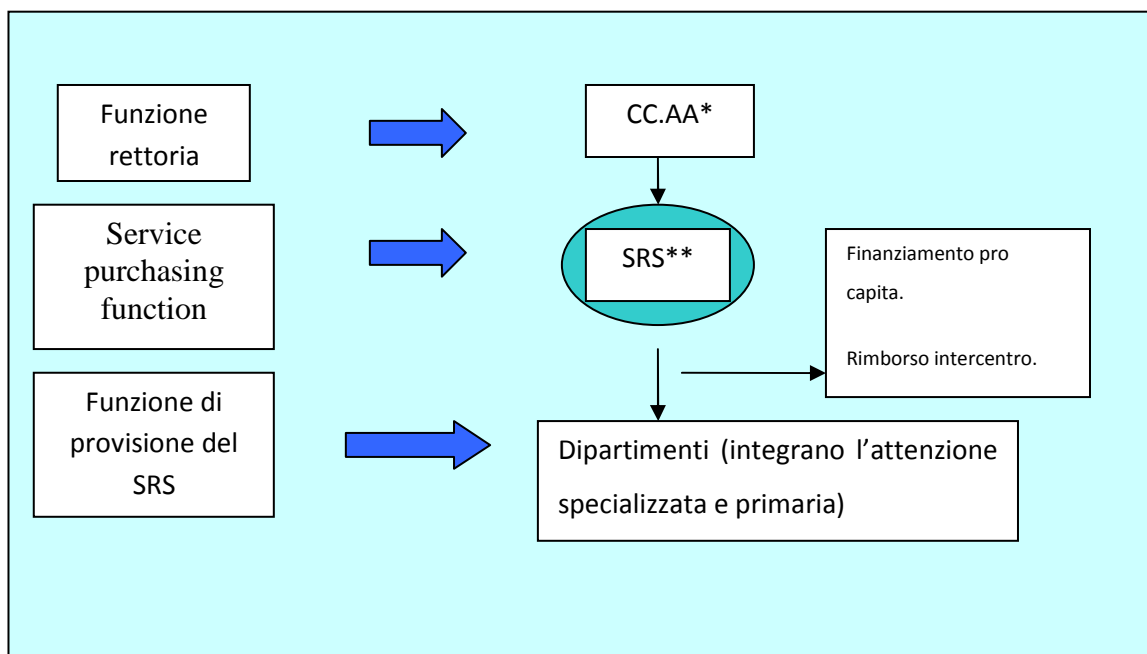 Funzione
rettoria
CC.AA*
Service
purchasing
function
SRS**
Finanziamento pro
capita.
Rimborso intercentro.
Funzione di
provisione del
SRS
Dipartimenti (integrano l'attenzione
specializzata e primaria)